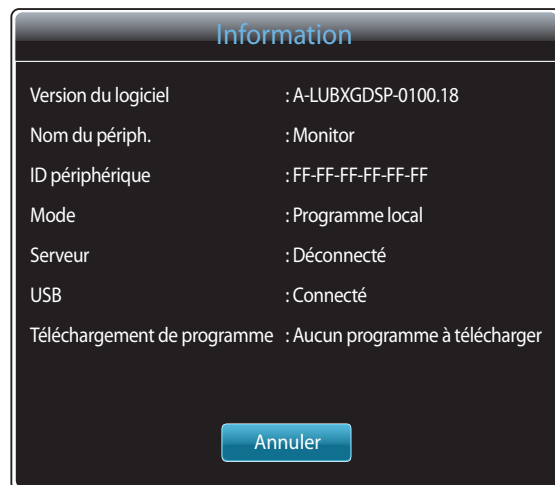 Information
Version du logiciel : A-LUBXGDSP-0100.18
Nom du périph. : Monitor
ID périphérique : FF-FF-FF-FF-FF-FF
Mode : Programme local
Serveur : Déconnecté
USB : Connecté
Téléchargement de programme : Aucun programme à télécharger
Annuler